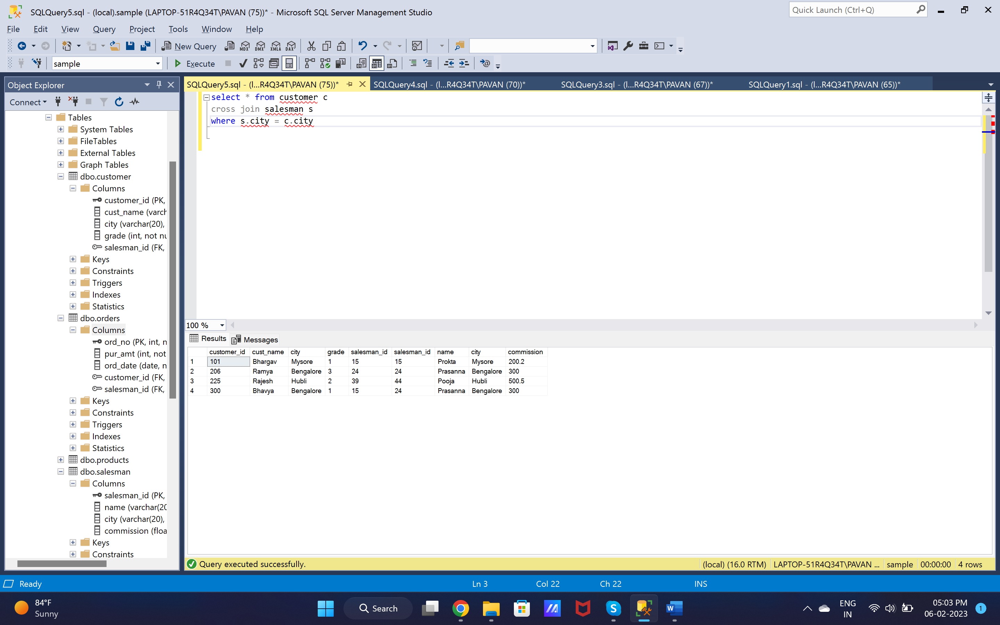 SQLQuery5.sql - (local).sample (LAPTOP-51R4Q34T\PAVAN (75))* - Microsoft SQL Server Management Studio
Quick Launch (Ctrl+Q)
File Edit View Query Project Tools Window Help
New Query MDX DMX XMLA DAX
sample Execute
Object Explorer
SQLQuery5.sql - (l...R4Q34T\PAVAN (75))* SQLQuery4.sql - (l...R4Q34T\PAVAN (70))* SQLQuery3.sql - (l...R4Q34T\PAVAN (67))* SQLQuery1.sql - (l...R4Q34T\PAVAN (65))*
Connect
Tables
System Tables
FileTables
External Tables
Graph Tables
dbo.customer
Columns
customer_id (PK,
cust_name (varch
city (varchar(20),
grade (int, not nu
salesman_id (FK,
Keys
Constraints
Triggers
Indexes
Statistics
dbo.orders
Columns
ord_no (PK, int, n
pur_amt (int, not
ord_date (date, n
customer_id (FK,
salesman_id (FK,
Keys
Constraints
Triggers
Indexes
Statistics
dbo.products
dbo.salesman
Columns
salesman_id (PK,
name (varchar(20
city (varchar(20),
commission (floa
Keys
Constraints
select * from customer c
cross join salesman s
where s.city = c.city
100 %
Results Messages
customer_id cust_name city grade salesman_id salesman_id name city commission
1 101 Bhargav Mysore 1 15 15 Prokta Mysore 200.2
2 206 Ramya Bengalore 3 24 24 Prasanna Bengalore 300
3 225 Rajesh Hubli 2 39 44 Pooja Hubli 500.5
4 300 Bhavya Bengalore 1 15 24 Prasanna Bengalore 300
Query executed successfully. (local) (16.0 RTM) LAPTOP-51R4Q34T\PAVAN ... sample 00:00:00 4 rows
Ready Ln 3 Col 22 Ch 22 INS
84°F
Sunny
Search
ENG
IN
05:03 PM
06-02-2023
1